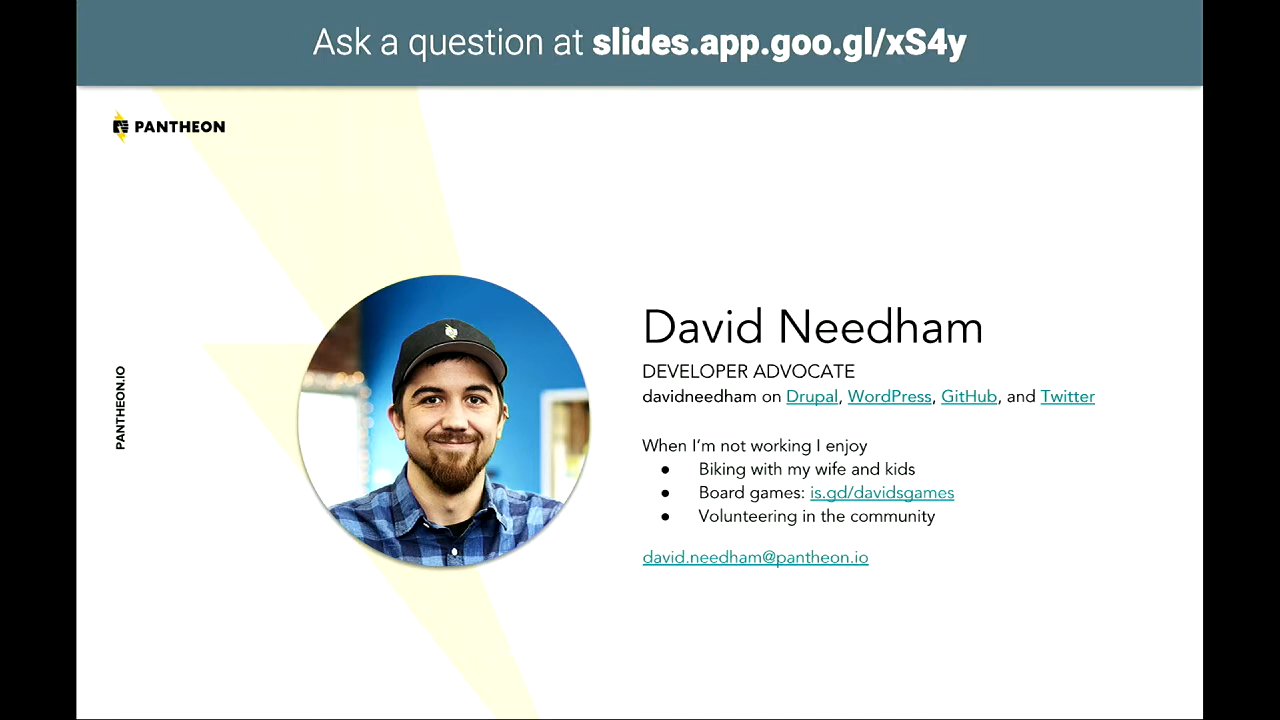 Ask a question at slides.app.goo.gl/xS4y
PANTHEON
PANTHEON.IO
David Needham
DEVELOPER ADVOCATE
davidneedham on Drupal, WordPress, GitHub, and Twitter
When I'm not working I enjoy
● Biking with my wife and kids
● Board games: is.gd/davidsgames
● Volunteering in the community
david.needham@pantheon.io